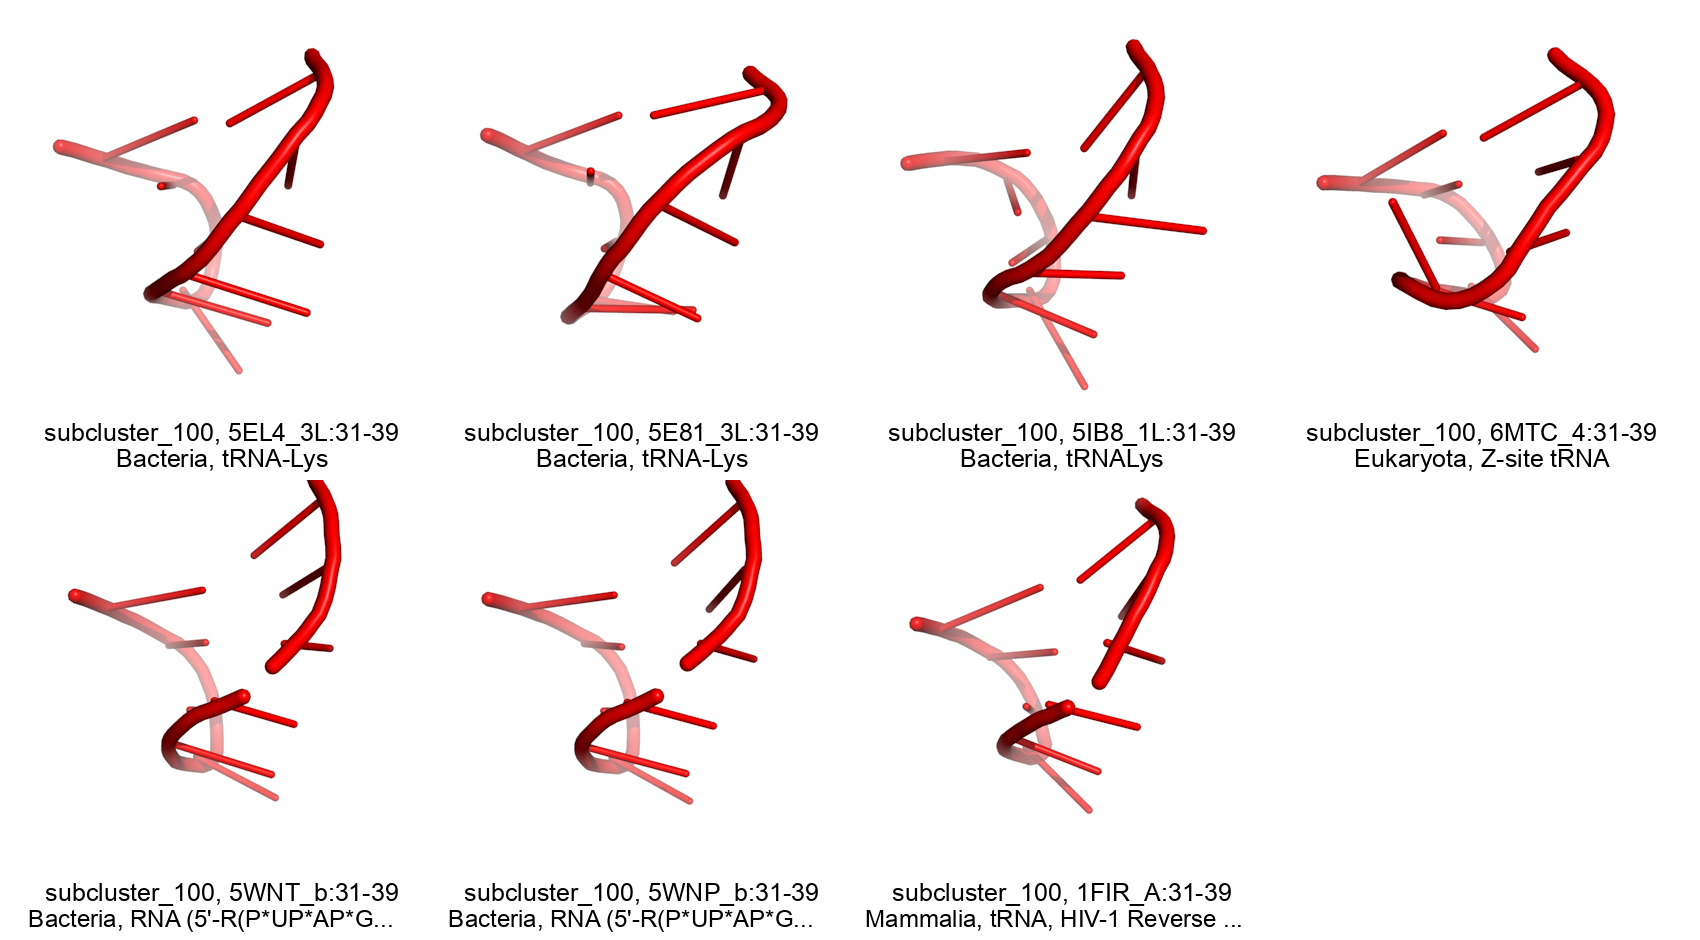 subcluster_100, 5EL4_3L:31-39
Bacteria, tRNA-Lys
subcluster_100, 5E81_3L:31-39
Bacteria, tRNA-Lys
subcluster_100, 5IB8_1L:31-39
Bacteria, tRNALys
subcluster_100, 6MTC_4:31-39
Eukaryota, Z-site tRNA
subcluster_100, 5WNT_b:31-39
Bacteria, RNA (5'-R(P*UP*AP*G...
subcluster_100, 5WNP_b:31-39
Bacteria, RNA (5'-R(P*UP*AP*G...
subcluster_100, 1FIR_A:31-39
Mammalia, tRNA, HIV-1 Reverse ...